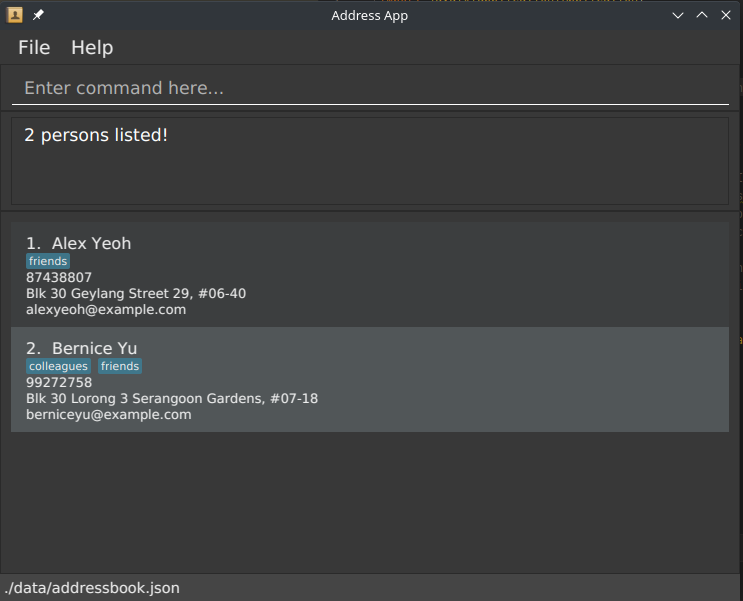 Address App
File Help
Enter command here...
2 persons listed!
1. Alex Yeoh
friends
87438807
Blk 30 Geylang Street 29, #06-40
alexyeoh@example.com
2. Bernice Yu
colleagues friends
99272758
Blk 30 Lorong 3 Serangoon Gardens, #07-18
berniceyu@example.com
./data/addressbook.json